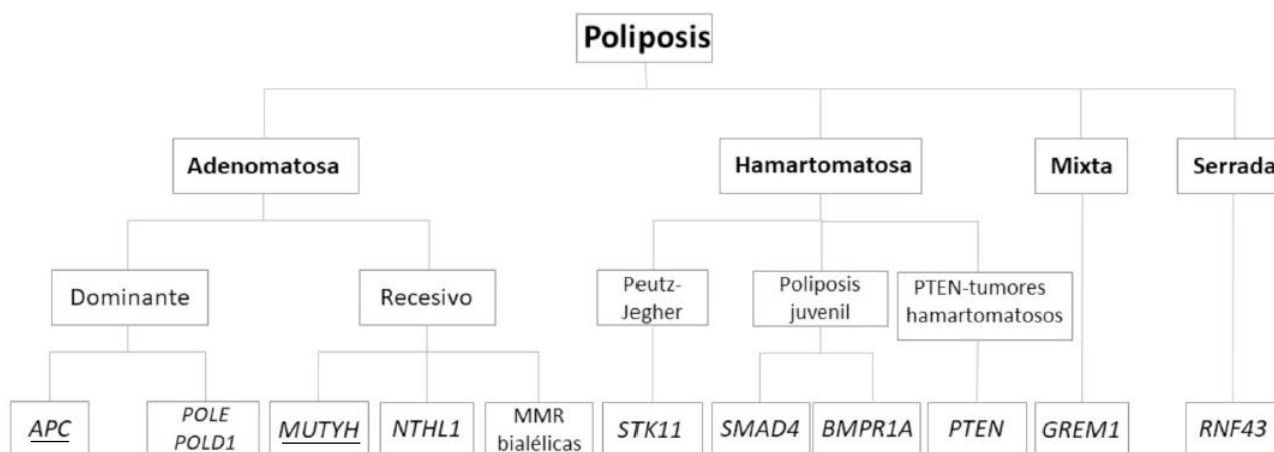 Poliposis
Adenomatosa
Hamartomatosa
Mixta
Serrada
Dominante
Recesivo
Peutz-
Jegher
Poliposis
juvenil
PTEN-tumores
hamartomatosos
APC
POLE
POLD1
MUTYH
NTHL1
MMR
bialélicas
STK11
SMAD4
BMPR1A
PTEN
GREM1
RNF43